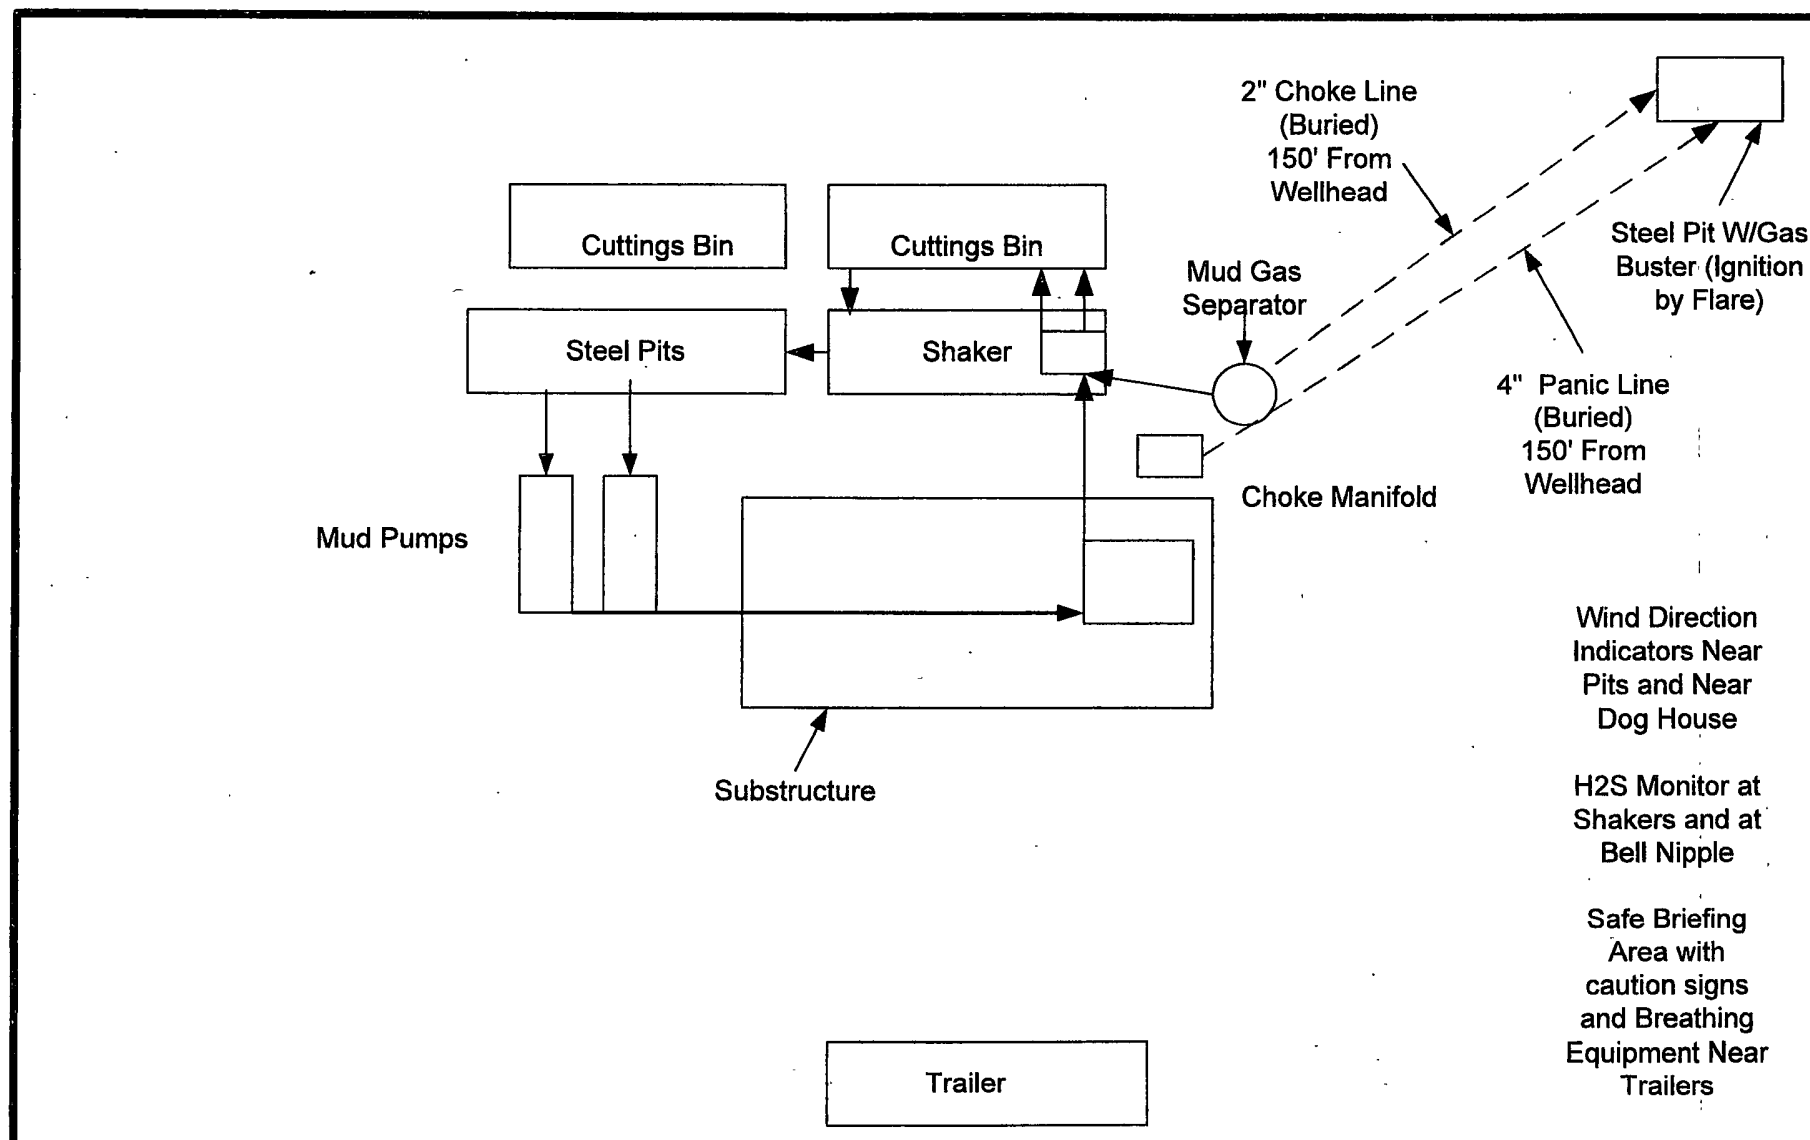 2" Choke Line
(Buried)
150' From
Wellhead
Steel Pit W/Gas
Buster (Ignition
by Flare)
Cuttings Bin
Cuttings Bin
Mud Gas
Separator
Steel Pits
Shaker
4" Panic Line
(Buried)
150' From
Wellhead
Choke Manifold
Mud Pumps
Wind Direction
Indicators Near
Pits and Near
Dog House
Substructure
H2S Monitor at
Shakers and at
Bell Nipple
Safe Briefing
Area with
caution signs
and Breathing
Equipment Near
Trailers
Trailer